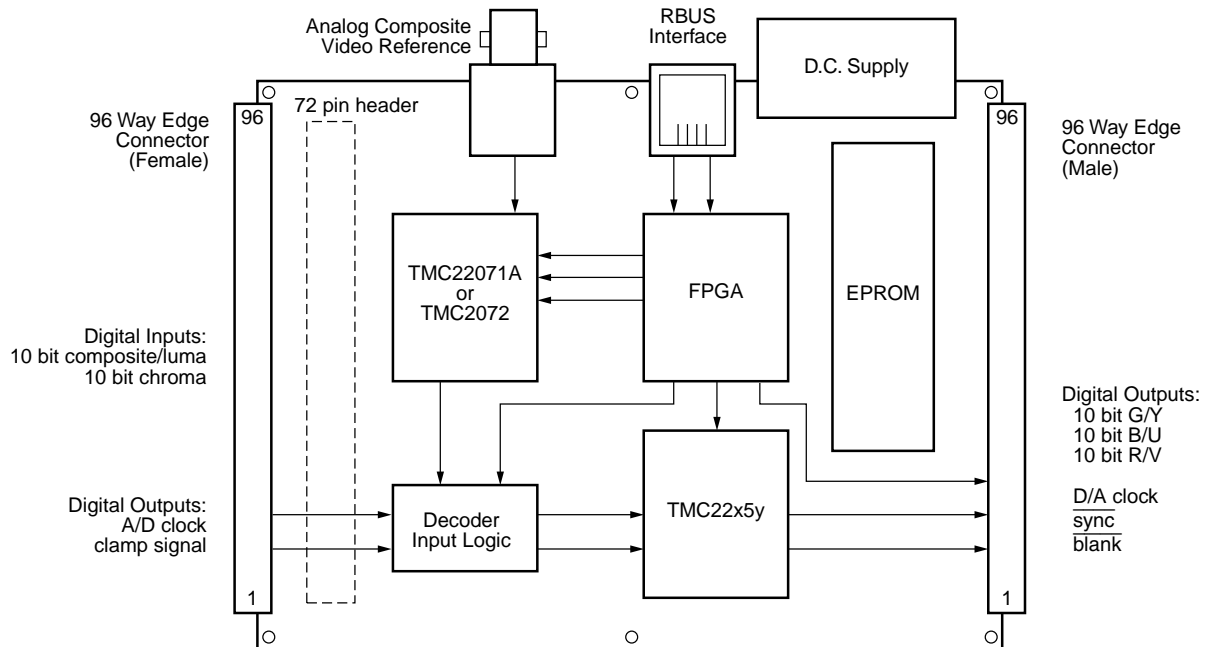 Analog Composite
Video Reference
RBUS
Interface
D.C. Supply
96 Way Edge
Connector
(Female)
96
72 pin header
96
96 Way Edge
Connector
(Male)
TMC22071A
or
TMC2072
FPGA
EPROM
Digital Inputs:
10 bit composite/luma
10 bit chroma
Digital Outputs:
10 bit G/Y
10 bit B/U
10 bit R/V
D/A clock
sync
blank
Digital Outputs:
A/D clock
clamp signal
Decoder
Input Logic
TMC22x5y
1
1